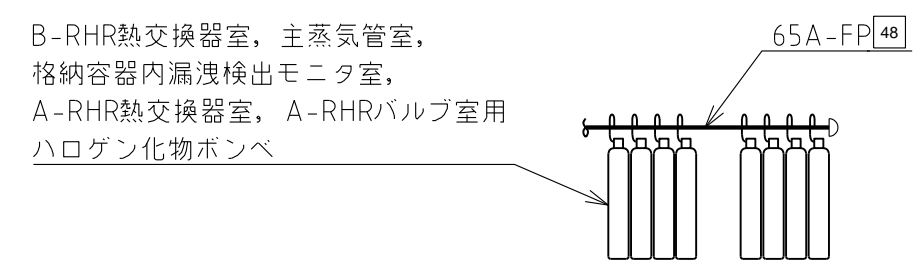 B-RHR熱交換器室，主蒸気管室，
格納容器内漏洩検出モニタ室，
A-RHR熱交換器室，A-RHRバルブ室用
ハロゲン化物ボンベ
65A-FP 48